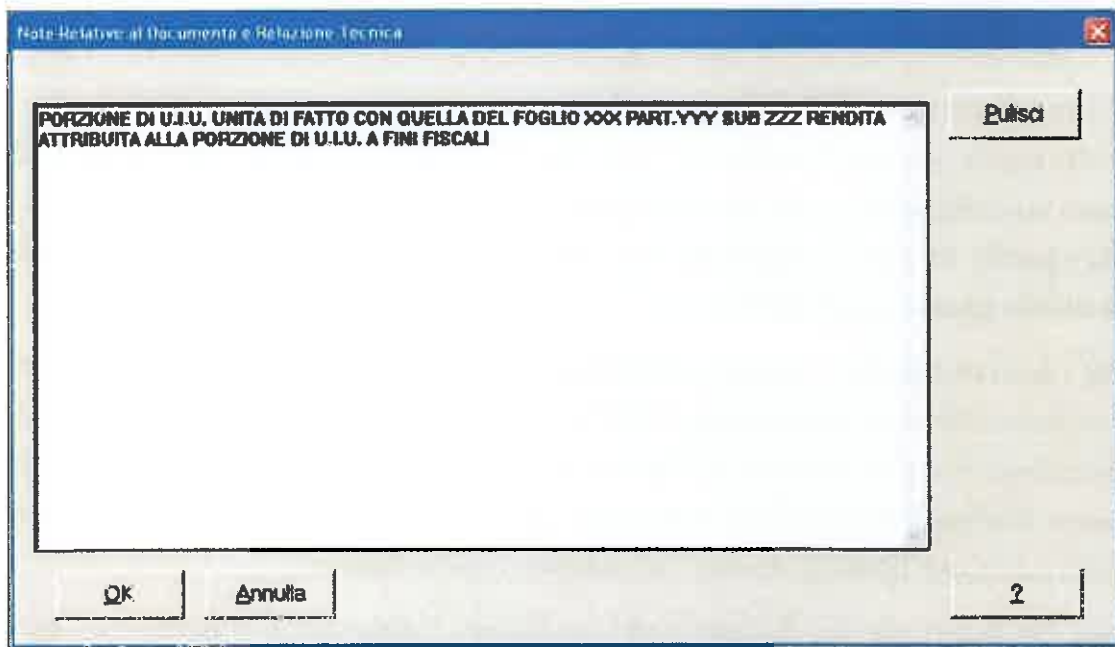 Note Relative al Documento e Relazione Tecnica
PORZIONE DI U.I.U. UNITA DI FATTO CON QUELLA DEL FOGLIO XXX PART.YYY SUB ZZZ RENDITA
ATTRIBUITA ALLA PORZIONE DI U.I.U. A FINI FISCALI
Pulisci
OK
Annulla
?